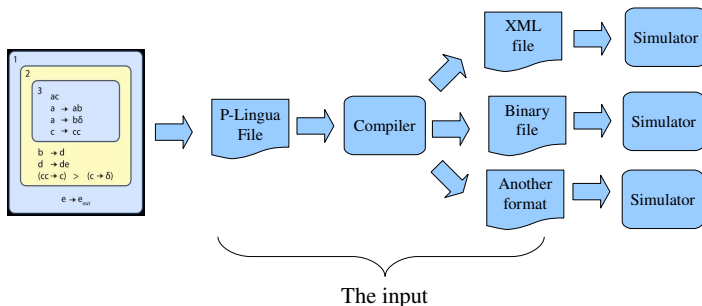 1
2
3
ac
a → ab
a → bδ
c → cc
b → d
d → de
(cc → c) > (c → δ)
e → e_out
P-Lingua
File
Compiler
XML
file
Simulator
Binary
file
Simulator
Another
format
Simulator
The input